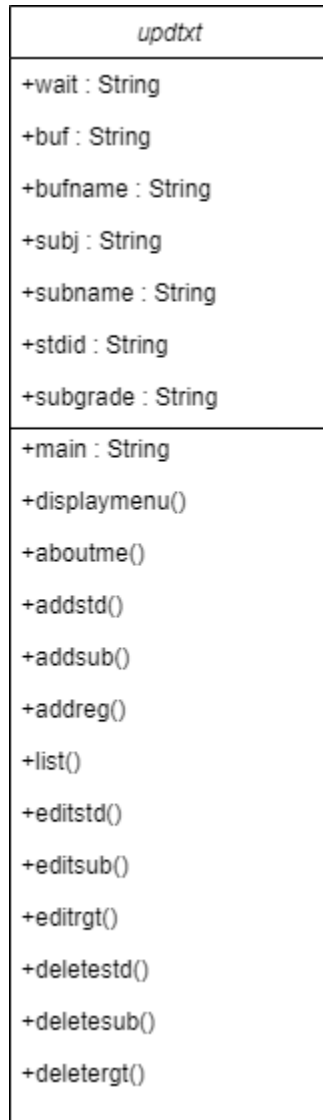 updtxt
+wait : String
+buf : String
+bufname : String
+subj : String
+subname : String
+stdid : String
+subgrade : String
+main : String
+displaymenu()
+aboutme()
+addstd()
+addsub()
+addreg()
+list()
+editstd()
+editsub()
+editrgt()
+deletestd()
+deletesub()
+deletergt()